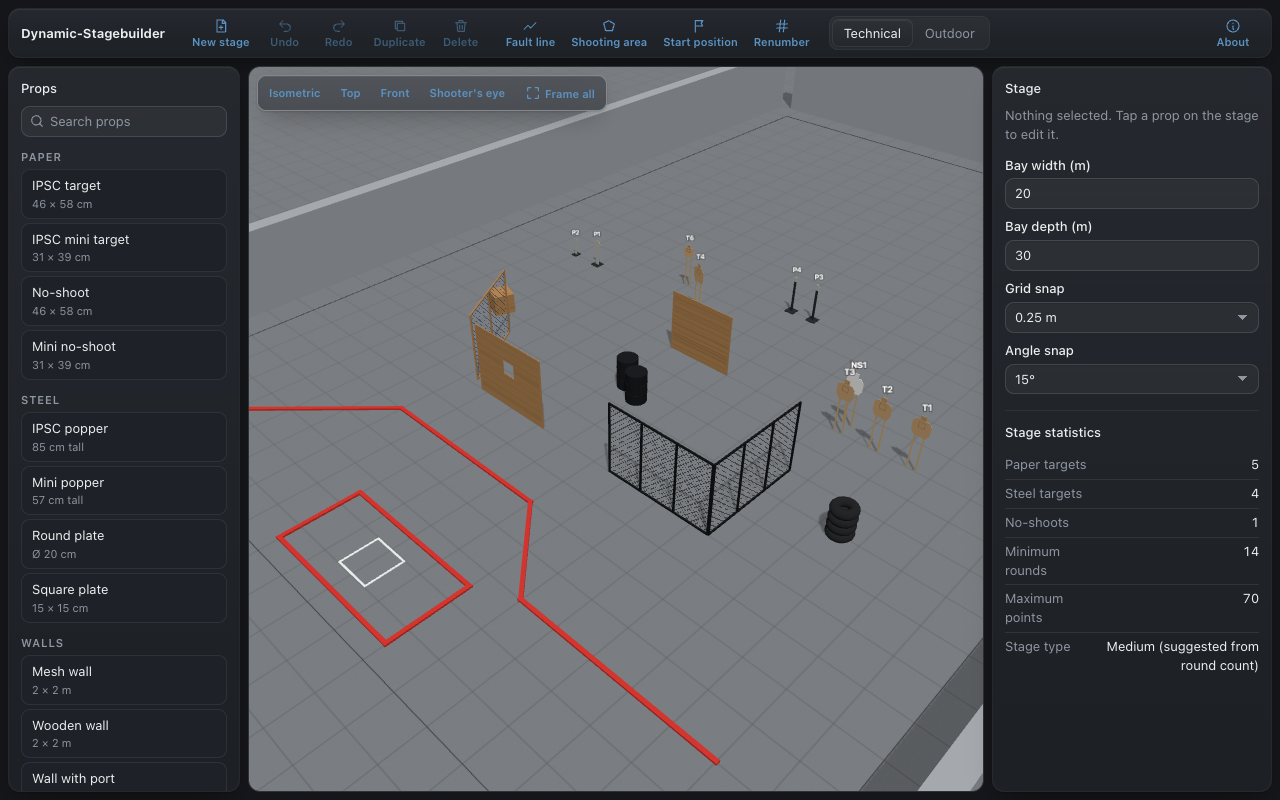 Dynamic-Stagebuilder
New stage
Undo
Redo
Duplicate
Delete
Fault line
Shooting area
Start position
Renumber
Technical
Outdoor
About
Props
Search props
PAPER
IPSC target
46 × 58 cm
IPSC mini target
31 × 39 cm
No-shoot
46 × 58 cm
Mini no-shoot
31 × 39 cm
STEEL
IPSC popper
85 cm tall
Mini popper
57 cm tall
Round plate
Ø 20 cm
Square plate
15 × 15 cm
WALLS
Mesh wall
2 × 2 m
Wooden wall
2 × 2 m
Wall with port
Isometric
Top
Front
Shooter's eye
Frame all
P2
P1
T4
P4
P3
NS1
T3
T2
T1
Stage
Nothing selected. Tap a prop on the stage
to edit it.
Bay width (m)
20
Bay depth (m)
30
Grid snap
0.25 m
Angle snap
15°
Stage statistics
Paper targets
5
Steel targets
4
No-shoots
1
Minimum
rounds
14
Maximum
points
70
Stage type
Medium (suggested from
round count)